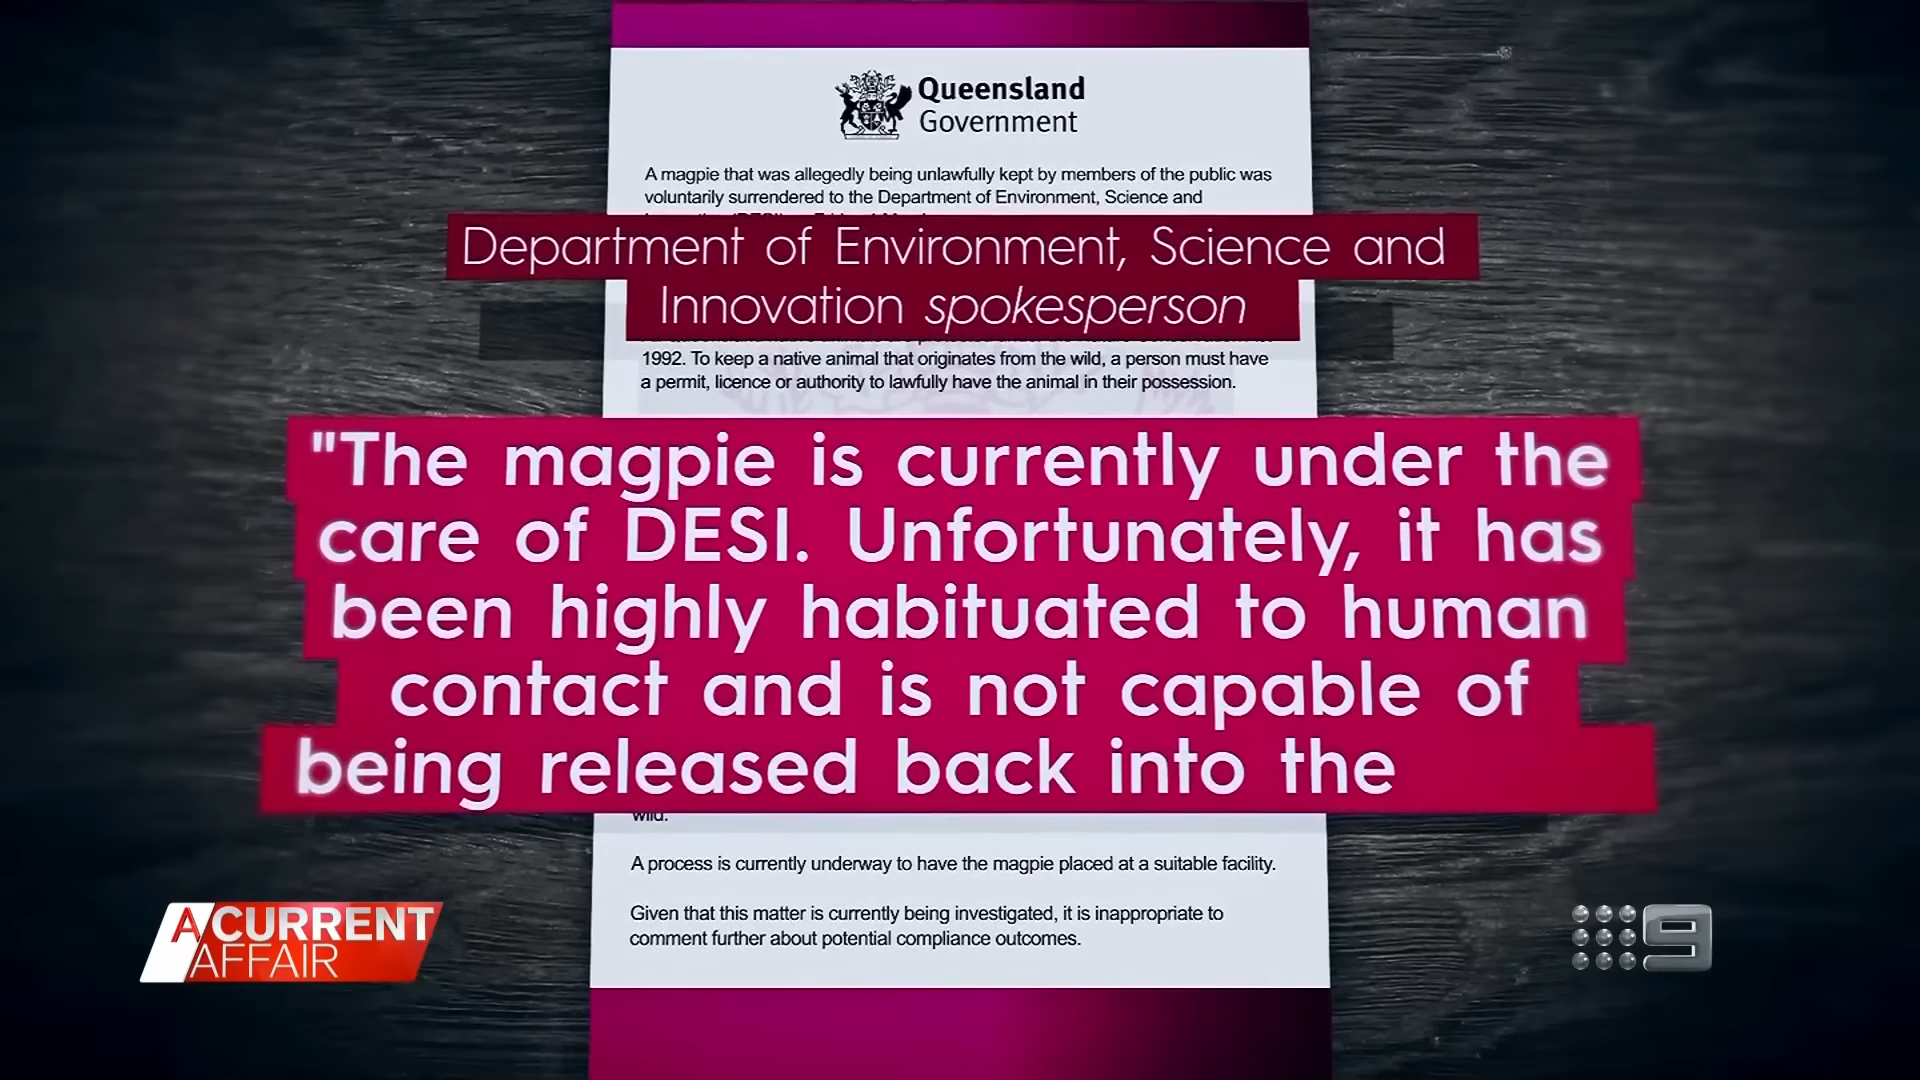 Queensland
Government
A magpie that was allegedly being unlawfully kept by members of the public was
voluntarily surrendered to the Department of Environment, Science and
Department of Environment, Science and
Innovation spokesperson
1992. To keep a native animal that originates from the wild, a person must have
a permit, licence or authority to lawfully have the animal in their possession.
"The magpie is currently under the
care of DESI. Unfortunately, it has
been highly habituated to human
contact and is not capable of
being released back into the
wild.
A process is currently underway to have the magpie placed at a suitable facility.
Given that this matter is currently being investigated, it is inappropriate to
comment further about potential compliance outcomes.
A CURRENT
AFFAIR
9